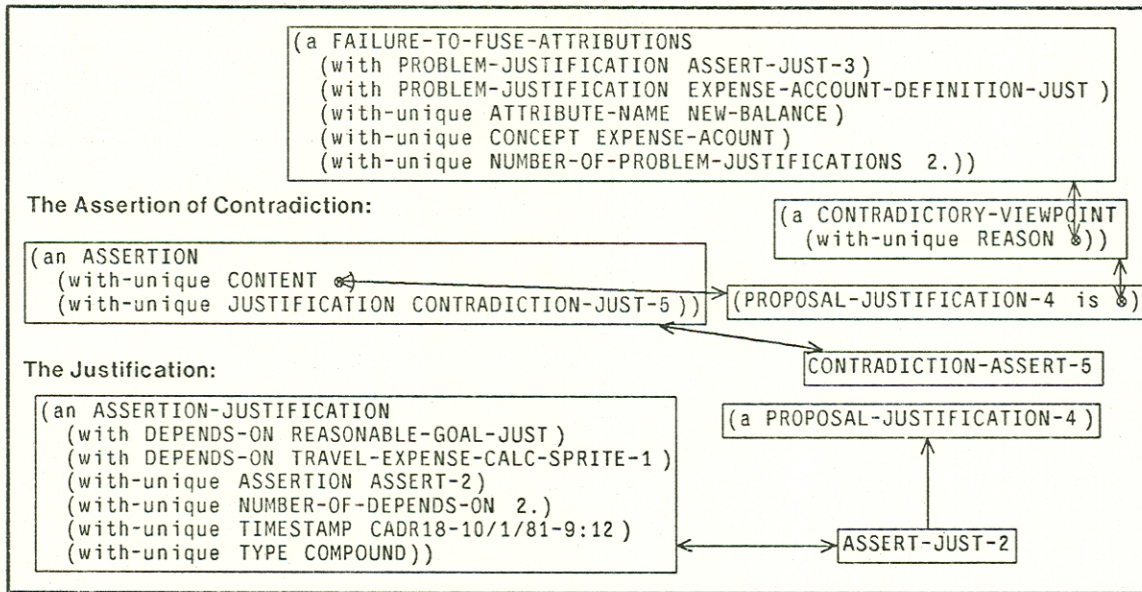 (a FAILURE-TO-FUSE-ATTRIBUTIONS
(with PROBLEM-JUSTIFICATION ASSERT-JUST-3)
(with PROBLEM-JUSTIFICATION EXPENSE-ACCOUNT-DEFINITION-JUST)
(with-unique ATTRIBUTE-NAME NEW-BALANCE)
(with-unique CONCEPT EXPENSE-ACOUNT)
(with-unique NUMBER-OF-PROBLEM-JUSTIFICATIONS 2.))
The Assertion of Contradiction:
(a CONTRADICTORY-VIEWPOINT
(with-unique REASON ⊗))
(an ASSERTION
(with-unique CONTENT ⊗)
(with-unique JUSTIFICATION CONTRADICTION-JUST-5))
(PROPOSAL-JUSTIFICATION-4 is ⊗)
CONTRADICTION-ASSERT-5
The Justification:
(an ASSERTION-JUSTIFICATION
(with DEPENDS-ON REASONABLE-GOAL-JUST)
(with DEPENDS-ON TRAVEL-EXPENSE-CALC-SPRITE-1)
(with-unique ASSERTION ASSERT-2)
(with-unique NUMBER-OF-DEPENDS-ON 2.)
(with-unique TIMESTAMP CADR18-10/1/81-9:12)
(with-unique TYPE COMPOUND))
(a PROPOSAL-JUSTIFICATION-4)
ASSERT-JUST-2